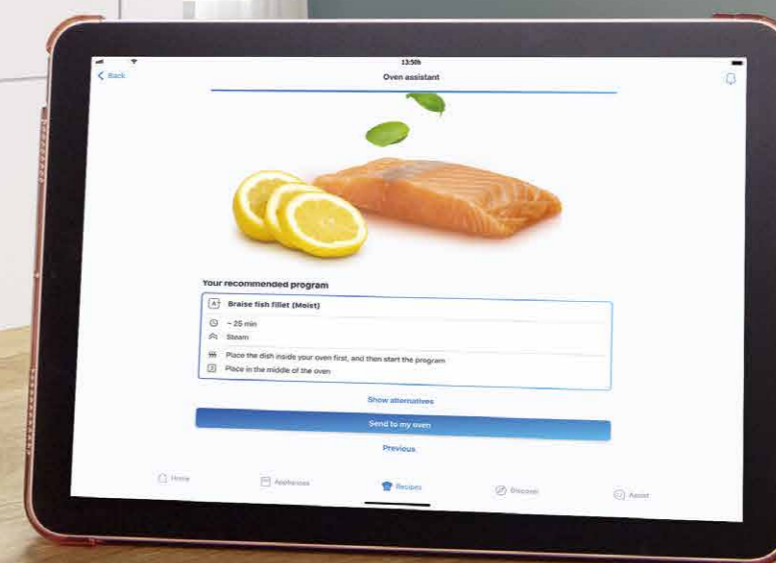 13:50h
Back
Oven assistant
Your recommended program
Braise fish fillet (Moist)
~ 25 min
Steam
Place the dish inside your oven first, and then start the program
Place in the middle of the oven
Show alternatives
Send to my oven
Previous
Home
Appliances
Recipes
Discover
Assist